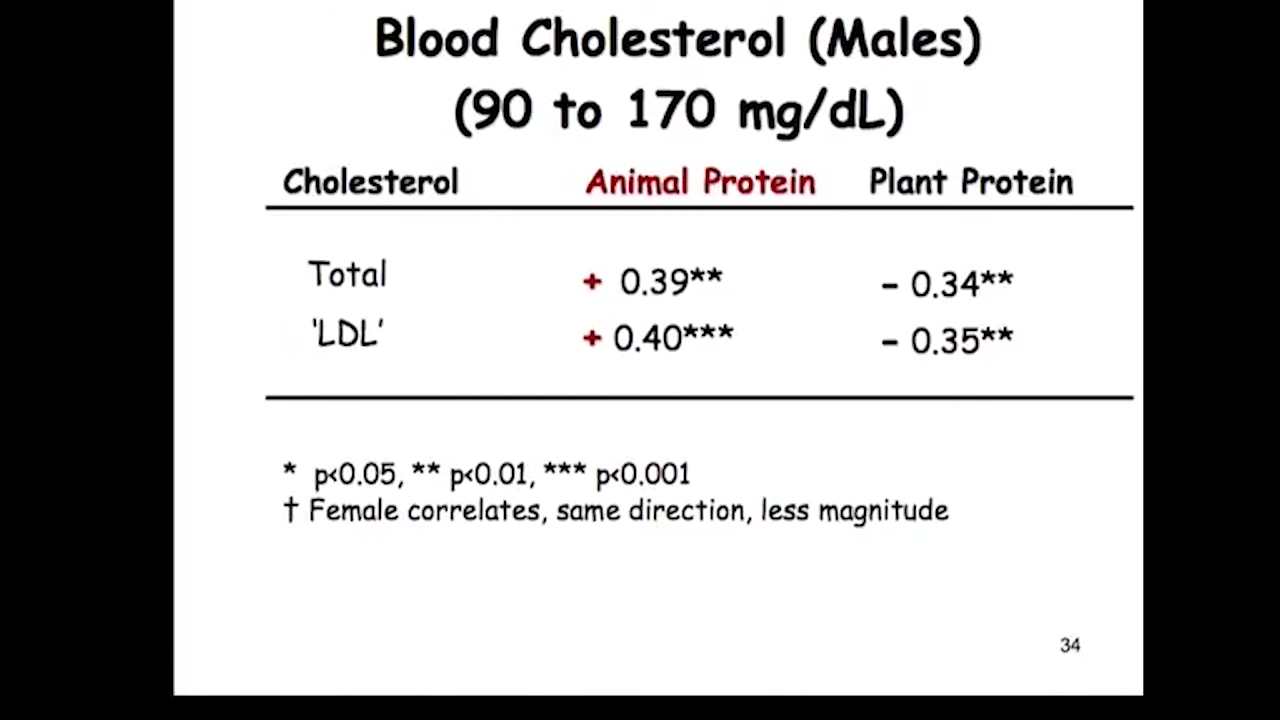 Blood Cholesterol (Males)
(90 to 170 mg/dL)
Cholesterol Animal Protein Plant Protein
Total + 0.39** - 0.34**
'LDL' + 0.40*** - 0.35**
* p<0.05, ** p<0.01, *** p<0.001
† Female correlates, same direction, less magnitude
34